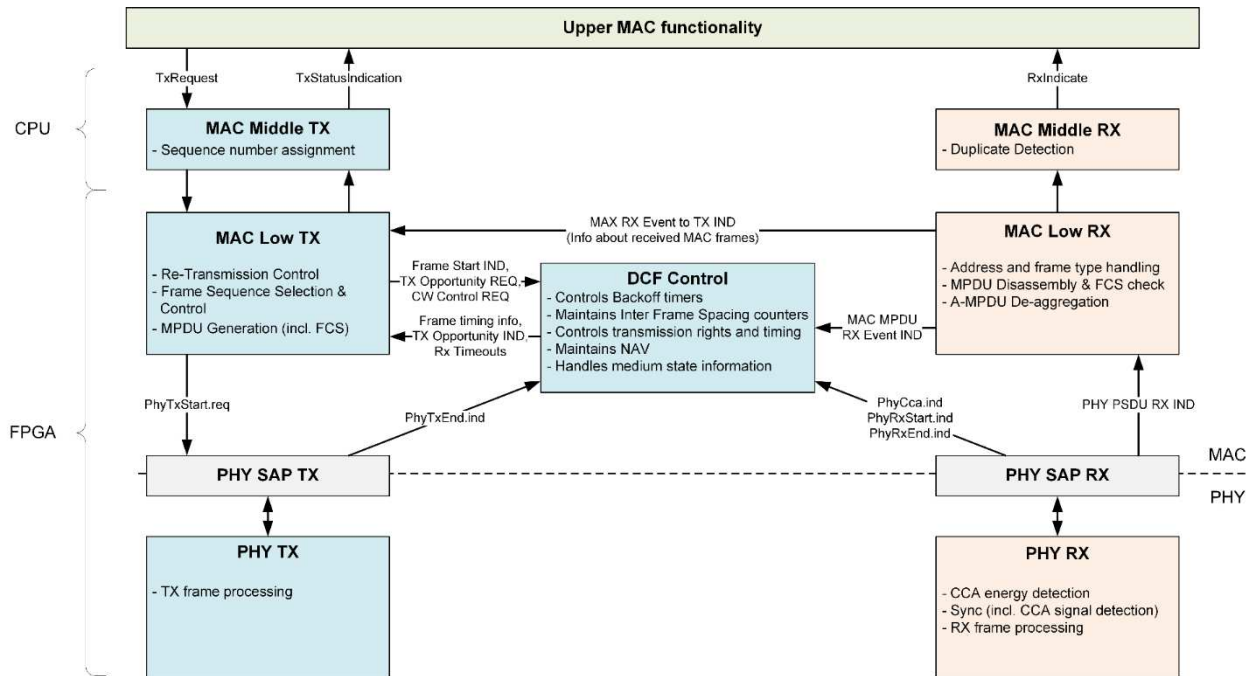 Upper MAC functionality
TxRequest
TxStatusIndication
RxIndicate
CPU
MAC Middle TX
- Sequence number assignment
MAC Middle RX
- Duplicate Detection
FPGA
MAC Low TX
- Re-Transmission Control
- Frame Sequence Selection &
Control
- MPDU Generation (incl. FCS)
MAX RX Event to TX IND
(Info about received MAC frames)
Frame Start IND,
TX Opportunity REQ,
CW Control REQ
Frame timing info,
TX Opportunity IND,
Rx Timeouts
DCF Control
- Controls Backoff timers
- Maintains Inter Frame Spacing counters
- Controls transmission rights and timing
- Maintains NAV
- Handles medium state information
MAC MPDU
RX Event IND
MAC Low RX
- Address and frame type handling
- MPDU Disassembly & FCS check
- A-MPDU De-aggregation
PhyTxStart.req
PhyTxEnd.ind
PhyCca.ind
PhyRxStart.ind
PhyRxEnd.ind
PHY PSDU RX IND
PHY SAP TX
PHY SAP RX
MAC
PHY
PHY TX
- TX frame processing
PHY RX
- CCA energy detection
- Sync (incl. CCA signal detection)
- RX frame processing